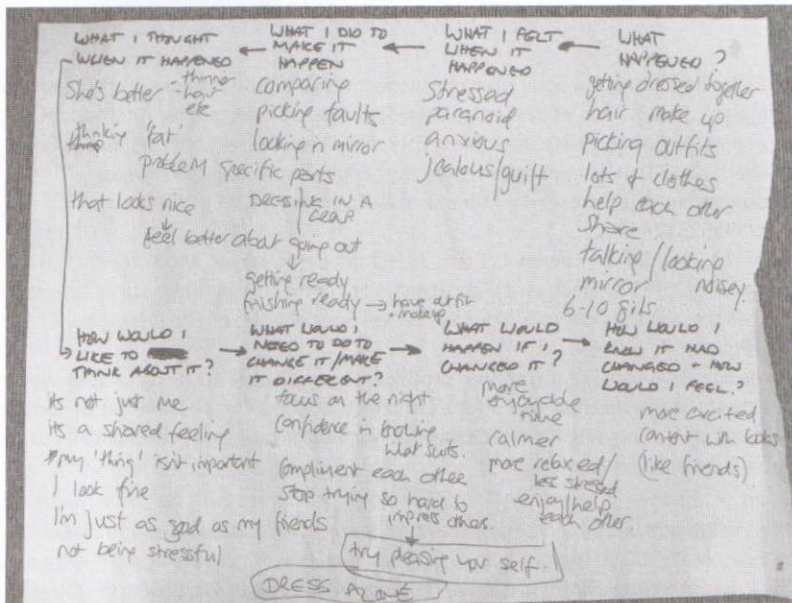 WHAT I THOUGHT
WHEN IT HAPPENED
She's better - thinner
- hair
etc
thinking 'fat'
thing
problem specific parts
that looks nice
feel better about going out
WHAT I DID TO
MAKE IT
HAPPEN
comparing
picking faults
looking in mirror
DRESSING IN A
getting ready
finishing ready → have outfit
+ makeup
WHAT I FELT
WHEN IT
HAPPENED
Stressed
paranoid
anxious
jealous/guilt
WHAT
HAPPENED?
getting dressed together
hair make up
picking outfits
lots of clothes
help each other
share
talking/looking
mirror noisey
6-10 girls
HOW WOULD I
LIKE TO
THINK ABOUT IT?
its not just me
its a shared feeling
my 'thing' isn't important
I look fine
I'm just as good as my friends
not being stressful
WHAT WOULD I
NEED TO DO TO
CHANGE IT/MAKE
IT DIFFERENT?
focus on the night
Confidence in looking
what suits.
Compliment each other
Stop trying so hard to
impress others.
try pleasing your self.
DRESS ALONE
WHAT WOULD
HAPPEN IF I
CHANGED IT?
more
enjoyable
time
calmer
more relaxed/
less stressed
enjoy/help
each other.
HOW WOULD I
KNOW IT HAD
CHANGED - HOW
WOULD I FEEL?
more excited
content with looks
(like friends)